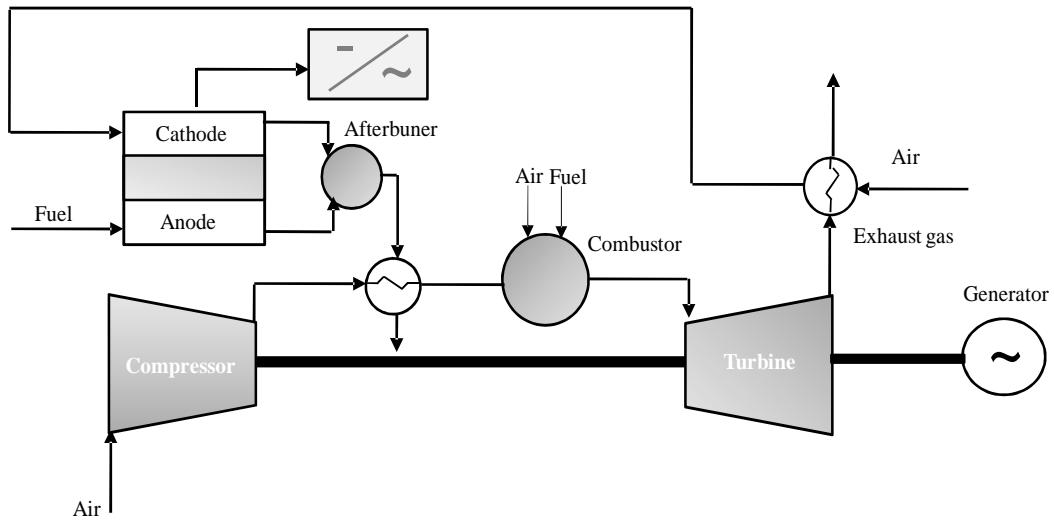 Cathode
Afterbuner
Air Fuel
Air
Fuel
Anode
Combustor
Exhaust gas
Generator
Compressor
Turbine
Air